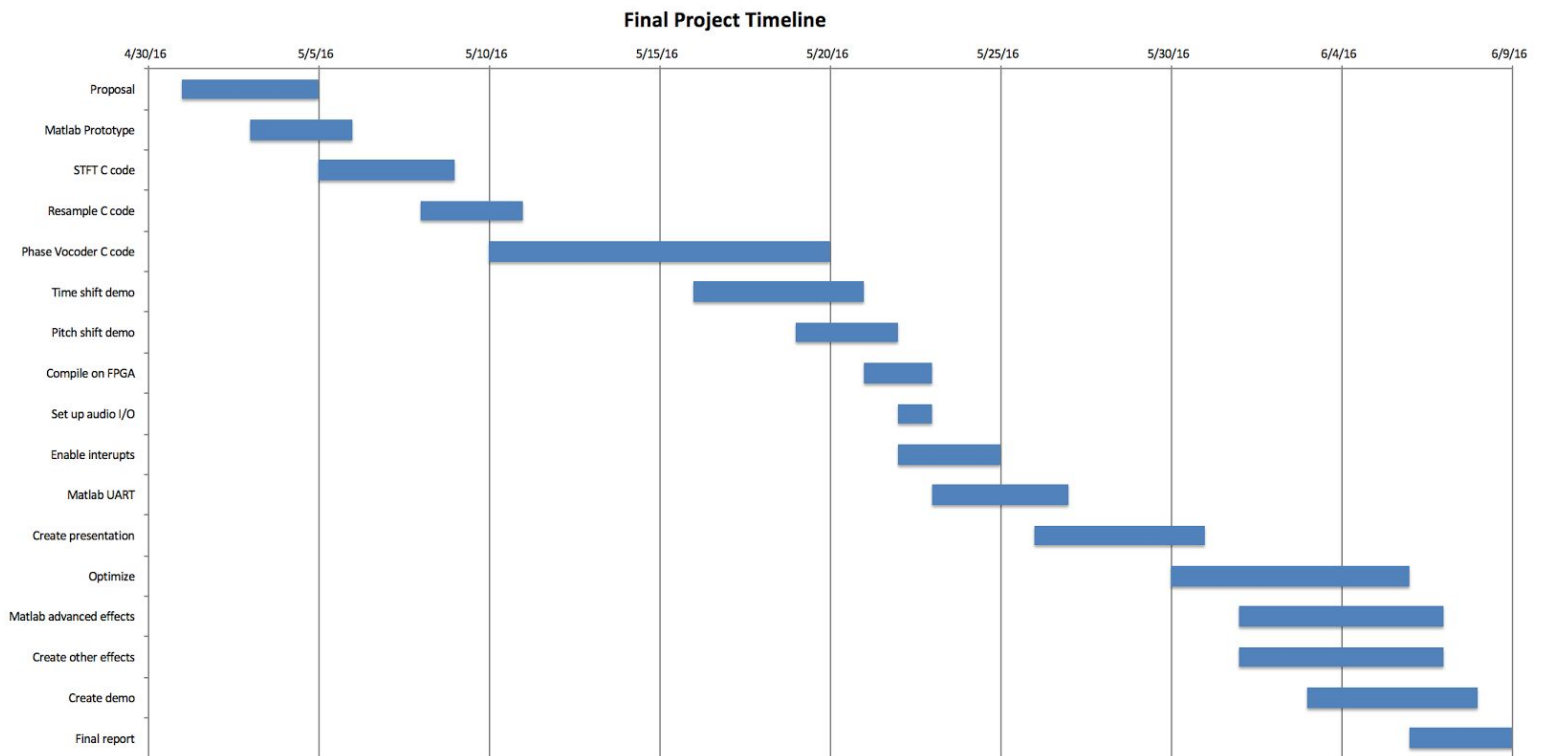 Final Project Timeline
4/30/16 5/5/16 5/10/16 5/15/16 5/20/16 5/25/16 5/30/16 6/4/16 6/9/16
Proposal
Matlab Prototype
STFT C code
Resample C code
Phase Vocoder C code
Time shift demo
Pitch shift demo
Compile on FPGA
Set up audio I/O
Enable interupts
Matlab UART
Create presentation
Optimize
Matlab advanced effects
Create other effects
Create demo
Final report